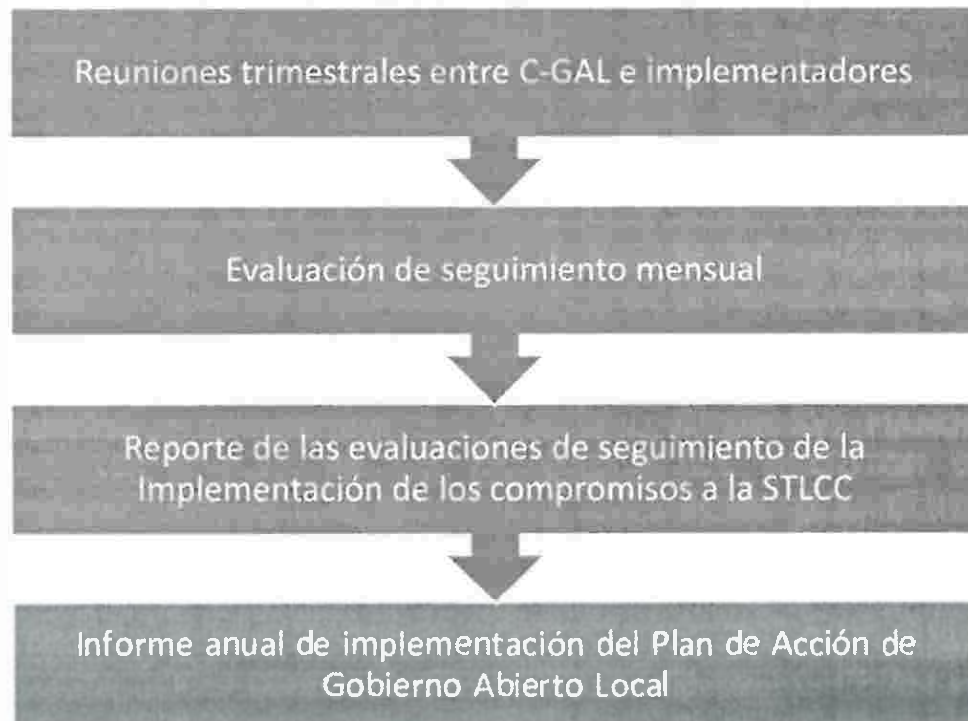 Reuniones trimestrales entre C-GAL e implementadores
Evaluación de seguimiento mensual
Reporte de las evaluaciones de seguimiento de la
Implementación de los compromisos a la STLCC
Informe anual de implementación del Plan de Acción de
Gobierno Abierto Local